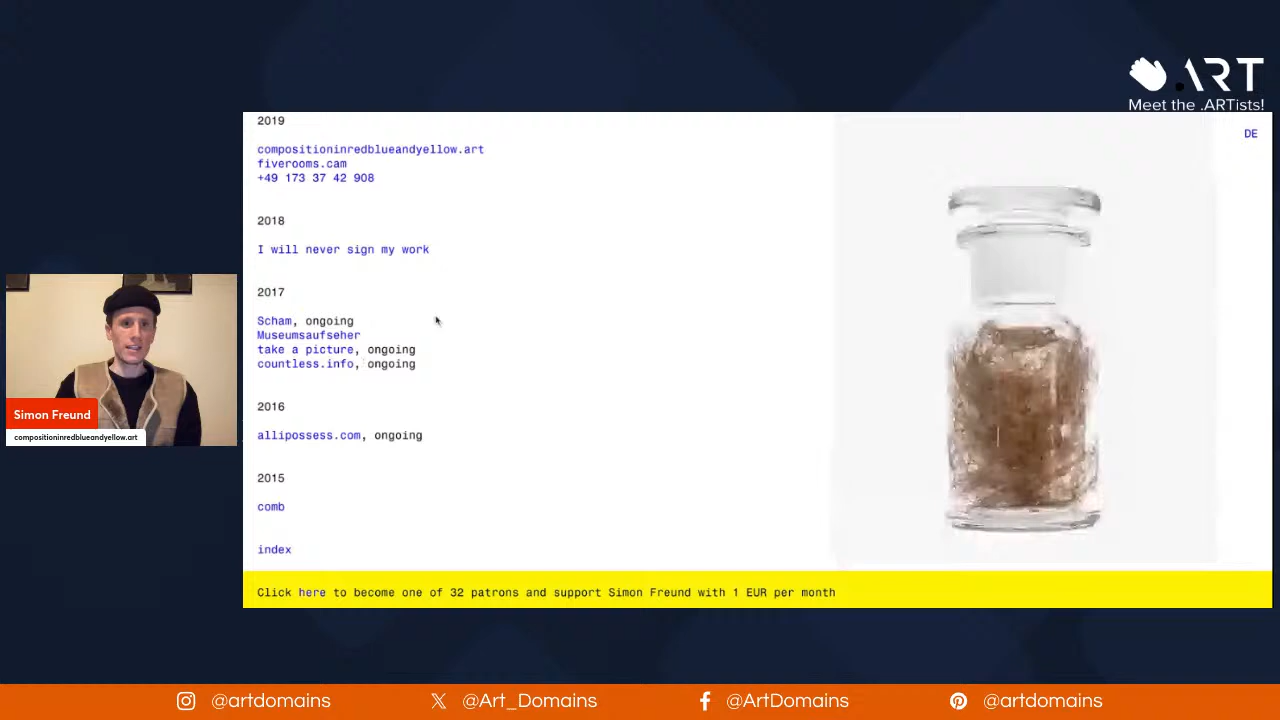 .ART
Meet the .ARTists!
DE
2019
compositioninredblueandyellow.art
fiverooms.cam
+49 173 37 42 908
2018
I will never sign my work
2017
Scham, ongoing
Museumsaufseher
take a picture, ongoing
countless.info, ongoing
2016
allipossess.com, ongoing
2015
comb
index
Click here to become one of 32 patrons and support Simon Freund with 1 EUR per month
Simon Freund
compositioninredblueandyellow.art
@artdomains
@Art_Domains
@ArtDomains
@artdomains